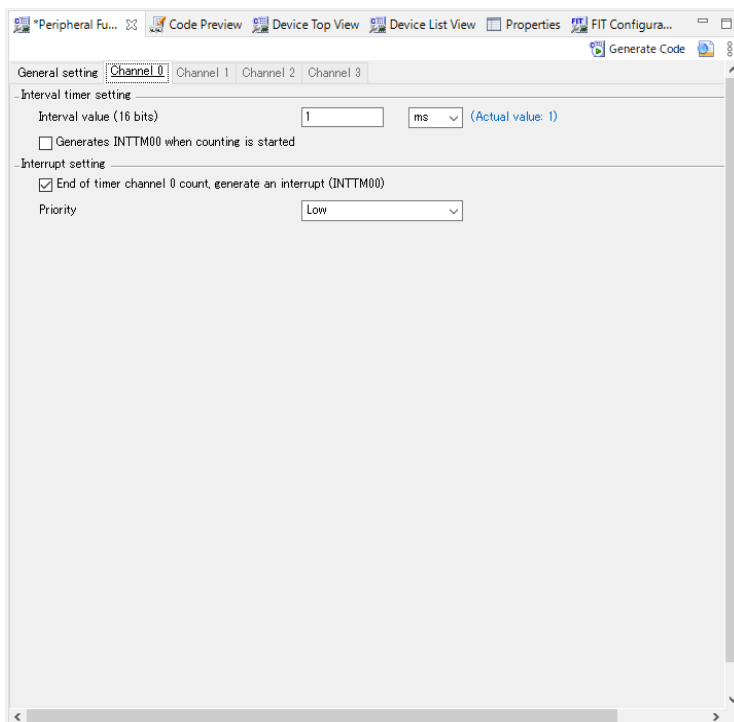 *Peripheral Fu... Code Preview Device Top View Device List View Properties FIT Configura...
Generate Code
General setting Channel 0 Channel 1 Channel 2 Channel 3
Interval timer setting
Interval value (16 bits) 1 ms (Actual value: 1)
Generates INTTM00 when counting is started
Interrupt setting
End of timer channel 0 count, generate an interrupt (INTTM00)
Priority Low